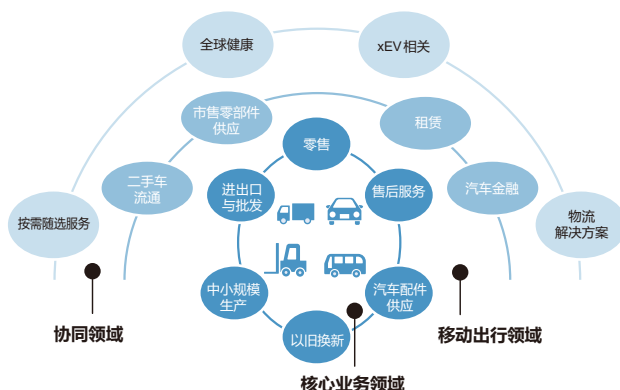 全球健康
xEV相关
市售零部件
供应
租赁
零售
二手车
流通
进出口
与批发
售后服务
汽车金融
按需随选服务
物流
解决方案
中小规模
生产
汽车配件
供应
以旧换新
协同领域
移动出行领域
核心业务领域